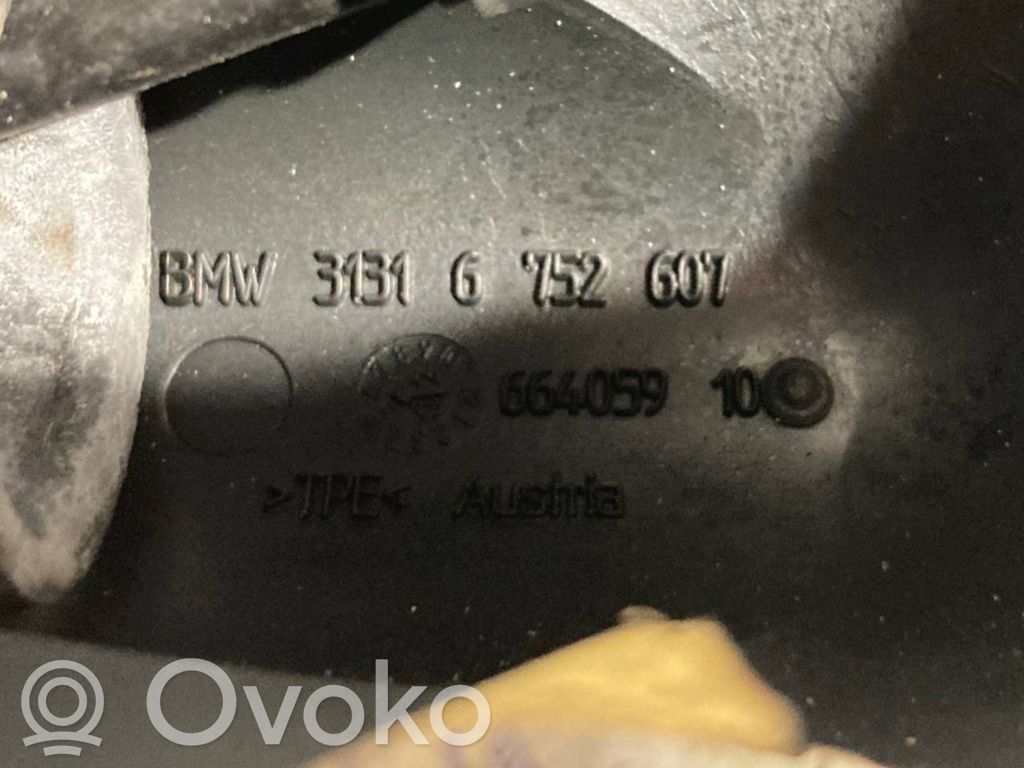 BMW 3131 6 752 607
664059 10
>TPE< Austria
Ovoko